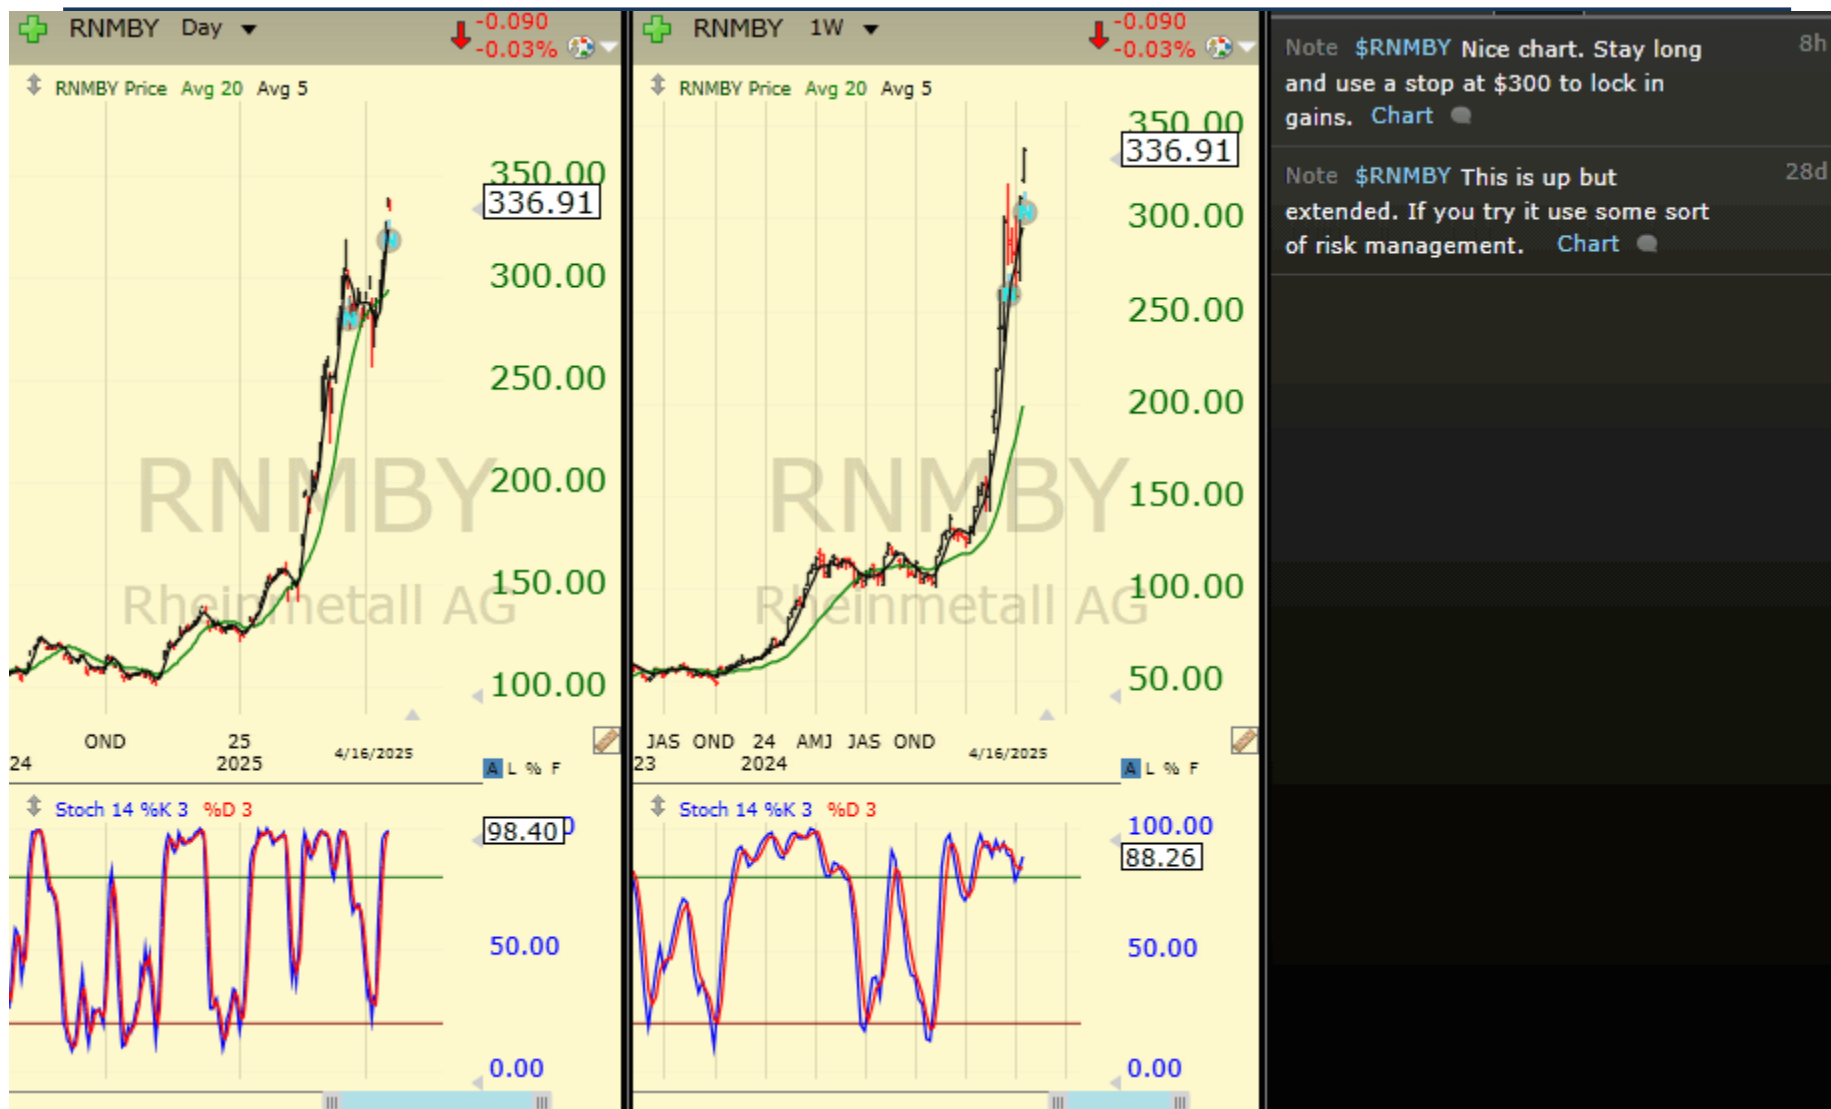 RNMBY Day
-0.090
-0.03%
RNMBY Price Avg 20 Avg 5
350.00
336.91
300.00
250.00
200.00
150.00
100.00
RNMBY
Rheinmetall AG
N
N
OND 25 4/16/2025
24 2025
A L % F
Stoch 14 %K 3 %D 3
98.40
50.00
0.00
RNMBY 1W
-0.090
-0.03%
RNMBY Price Avg 20 Avg 5
350.00
336.91
300.00
250.00
200.00
150.00
100.00
50.00
RNMBY
Rheinmetall AG
N
N
JAS OND 24 AMJ JAS OND 4/16/2025
23 2024
A L % F
Stoch 14 %K 3 %D 3
100.00
88.26
50.00
0.00
Note $RNMBY Nice chart. Stay long 8h
and use a stop at $300 to lock in
gains. Chart
Note $RNMBY This is up but 28d
extended. If you try it use some sort
of risk management. Chart